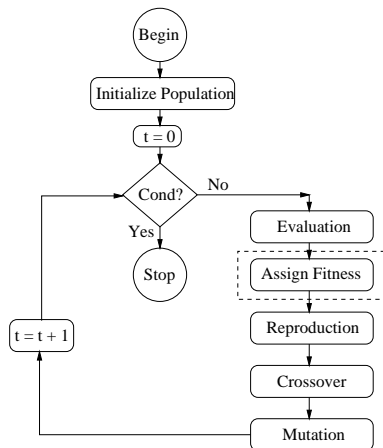 Begin
Initialize Population
t = 0
Cond?
No
Yes
Stop
Evaluation
Assign Fitness
Reproduction
Crossover
Mutation
t = t + 1